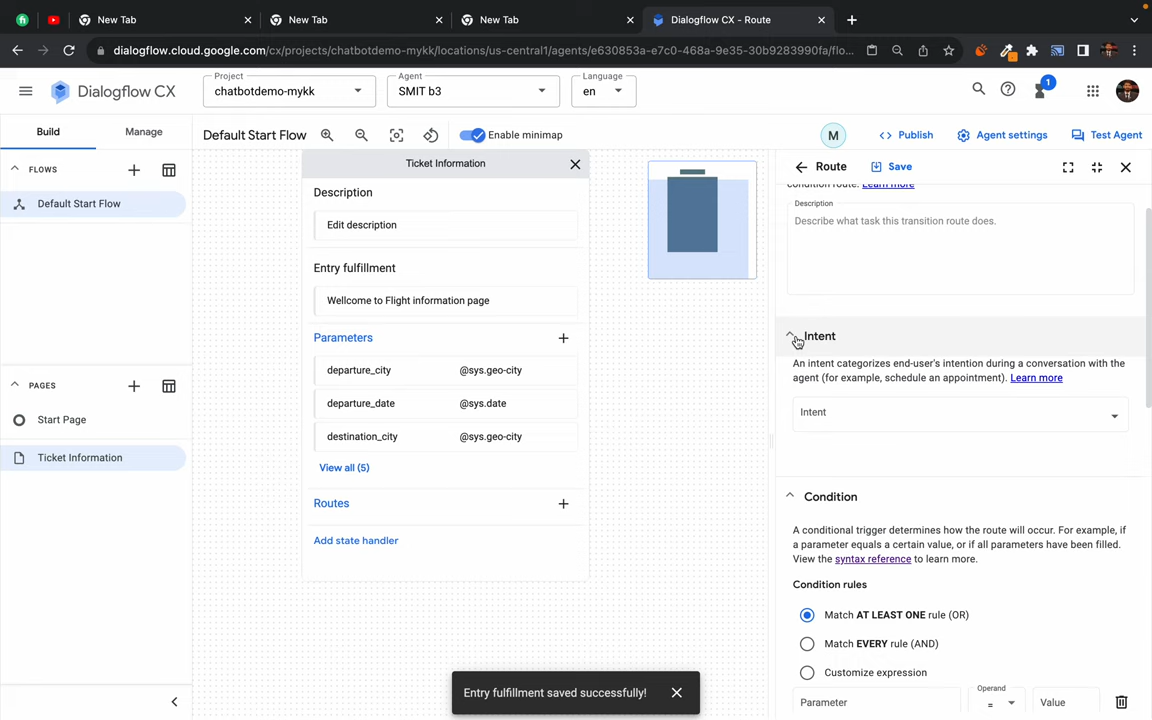 New Tab
New Tab
New Tab
Dialogflow CX - Route
dialogflow.cloud.google.com/cx/projects/chatbotdemo-mykk/locations/us-central1/agents/e630853a-e7c0-468a-9e35-30b9283990fa/flo...
Dialogflow CX
Project
chatbotdemo-mykk
Agent
SMIT b3
Language
en
1
Build
Manage
Default Start Flow
Enable minimap
M
Publish
Agent settings
Test Agent
FLOWS
Default Start Flow
PAGES
Start Page
Ticket Information
Ticket Information
Description
Edit description
Entry fulfillment
Wellcome to Flight information page
Parameters
departure_city @sys.geo-city
departure_date @sys.date
destination_city @sys.geo-city
View all (5)
Routes
Add state handler
Route
Save
condition route. Learn more
Description
Describe what task this transition route does.
Intent
An intent categorizes end-user's intention during a conversation with the
agent (for example, schedule an appointment). Learn more
Intent
Condition
A conditional trigger determines how the route will occur. For example, if
a parameter equals a certain value, or if all parameters have been filled.
View the syntax reference to learn more.
Condition rules
Match AT LEAST ONE rule (OR)
Match EVERY rule (AND)
Customize expression
Parameter
Operand
=
Value
Entry fulfillment saved successfully!